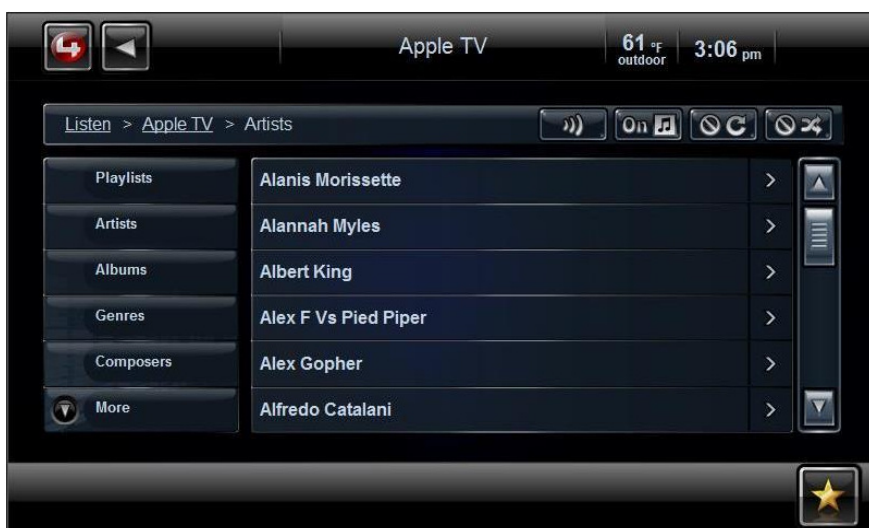 4 Apple TV 61 °F outdoor 3:06 pm
Listen > Apple TV > Artists On
Playlists Alanis Morissette >
Artists Alannah Myles >
Albums Albert King >
Genres Alex F Vs Pied Piper >
Composers Alex Gopher >
More Alfredo Catalani >